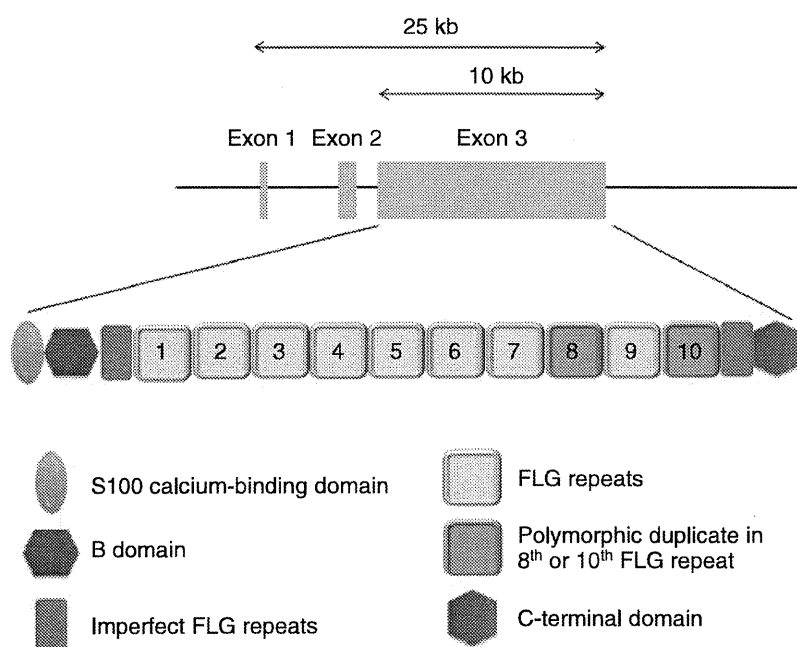 25 kb
10 kb
Exon 1 Exon 2 Exon 3
1 2 3 4 5 6 7 8 9 10
S100 calcium-binding domain
B domain
Imperfect FLG repeats
FLG repeats
Polymorphic duplicate in
8th or 10th FLG repeat
C-terminal domain